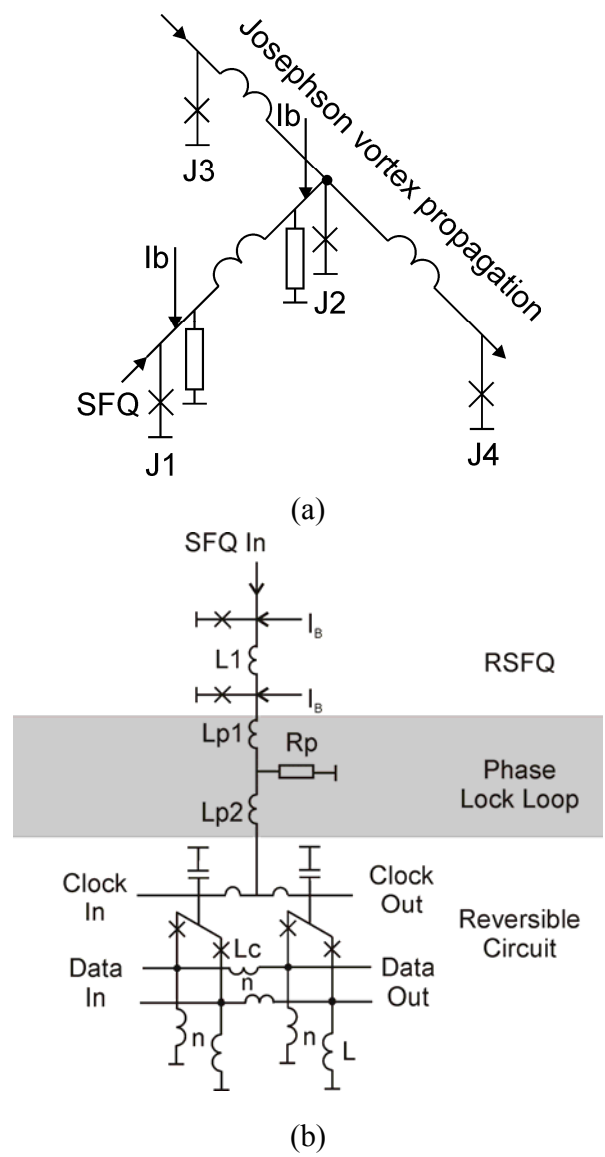 Josephson vortex propagation
Ib
J3
Ib
J2
SFQ
J1
J4
(a)
SFQ In
I_B
L1
RSFQ
I_B
Lp1
Rp
Phase
Lock Loop
Lp2
Clock
In
Clock
Out
Reversible
Circuit
Lc
Data
In
n
Data
Out
n
n
L
(b)